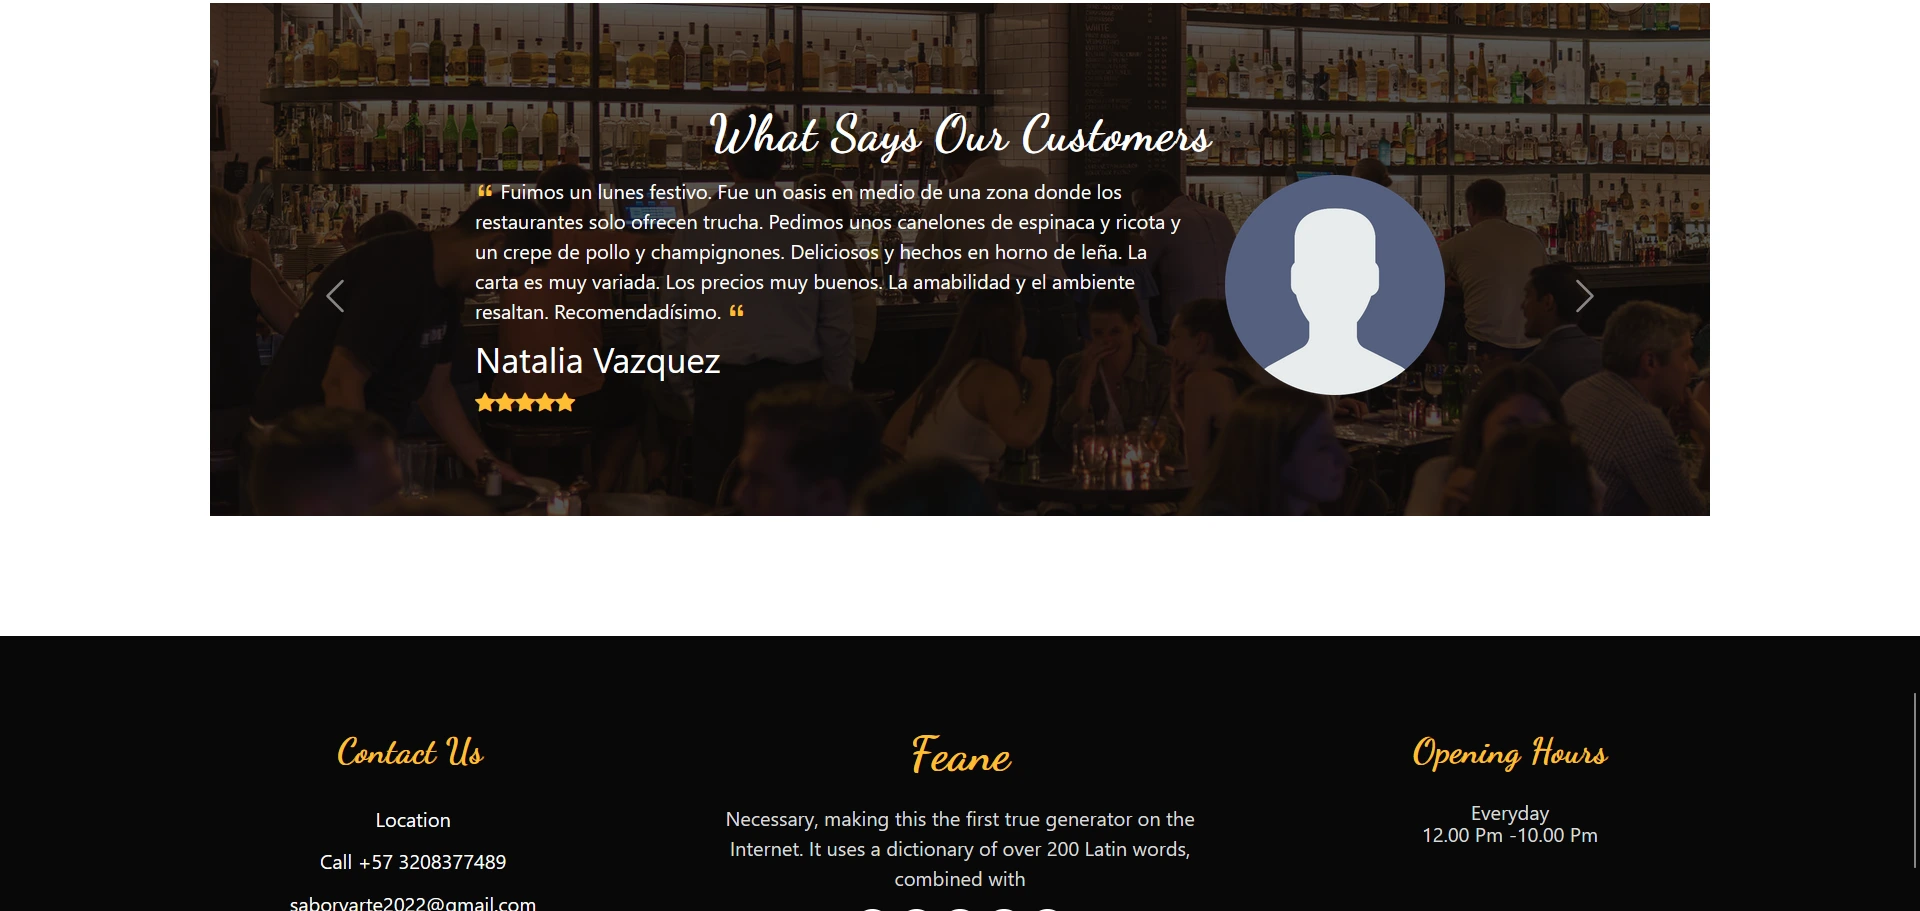 What Says Our Customers
“ Fuimos un lunes festivo. Fue un oasis en medio de una zona donde los
restaurantes solo ofrecen trucha. Pedimos unos canelones de espinaca y ricota y
un crepe de pollo y champignones. Deliciosos y hechos en horno de leña. La
carta es muy variada. Los precios muy buenos. La amabilidad y el ambiente
resaltan. Recomendadísimo. “
Natalia Vazquez
Contact Us
Location
Call +57 3208377489
saboryarte2022@gmail.com
Feane
Necessary, making this the first true generator on the
Internet. It uses a dictionary of over 200 Latin words,
combined with
Opening Hours
Everyday
12.00 Pm -10.00 Pm